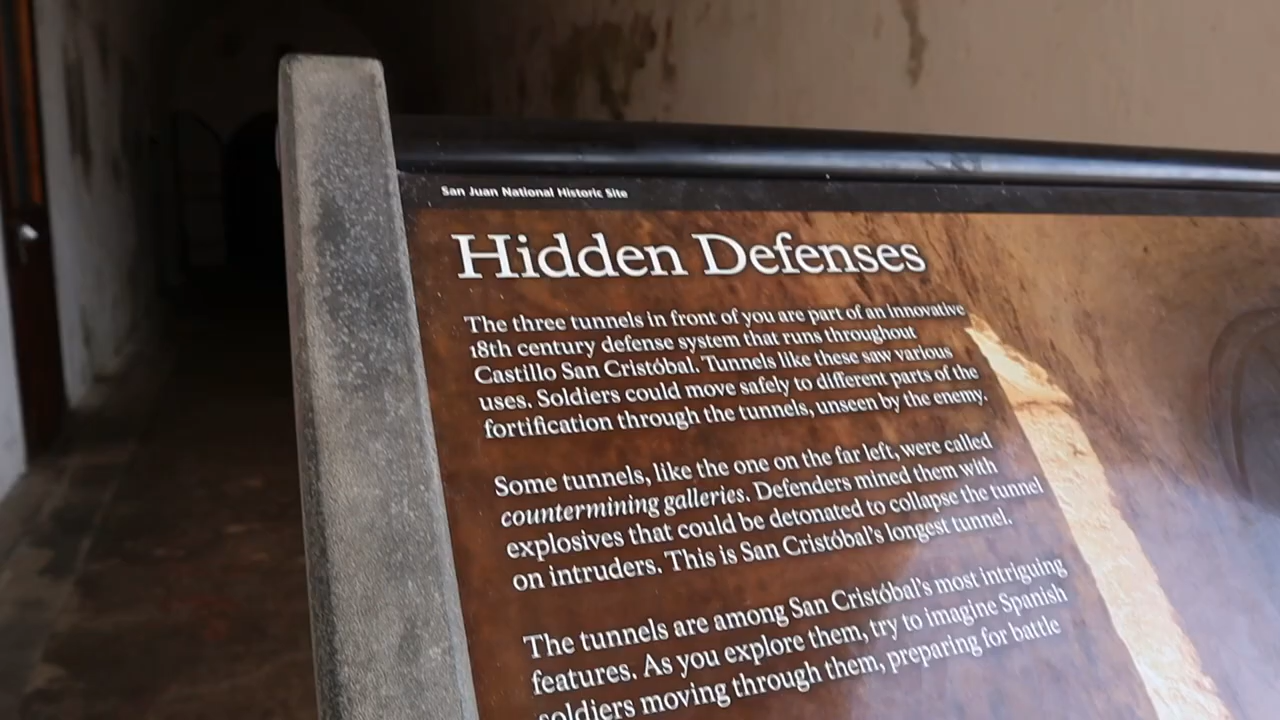 San Juan National Historic Site
Hidden Defenses
The three tunnels in front of you are part of an innovative
18th century defense system that runs throughout
Castillo San Cristóbal. Tunnels like these saw various
uses. Soldiers could move safely to different parts of the
fortification through the tunnels, unseen by the enemy.
Some tunnels, like the one on the far left, were called
countermining galleries. Defenders mined them with
explosives that could be detonated to collapse the tunnel
on intruders. This is San Cristóbal's longest tunnel.
The tunnels are among San Cristóbal's most intriguing
features. As you explore them, try to imagine Spanish
soldiers moving through them, preparing for battle